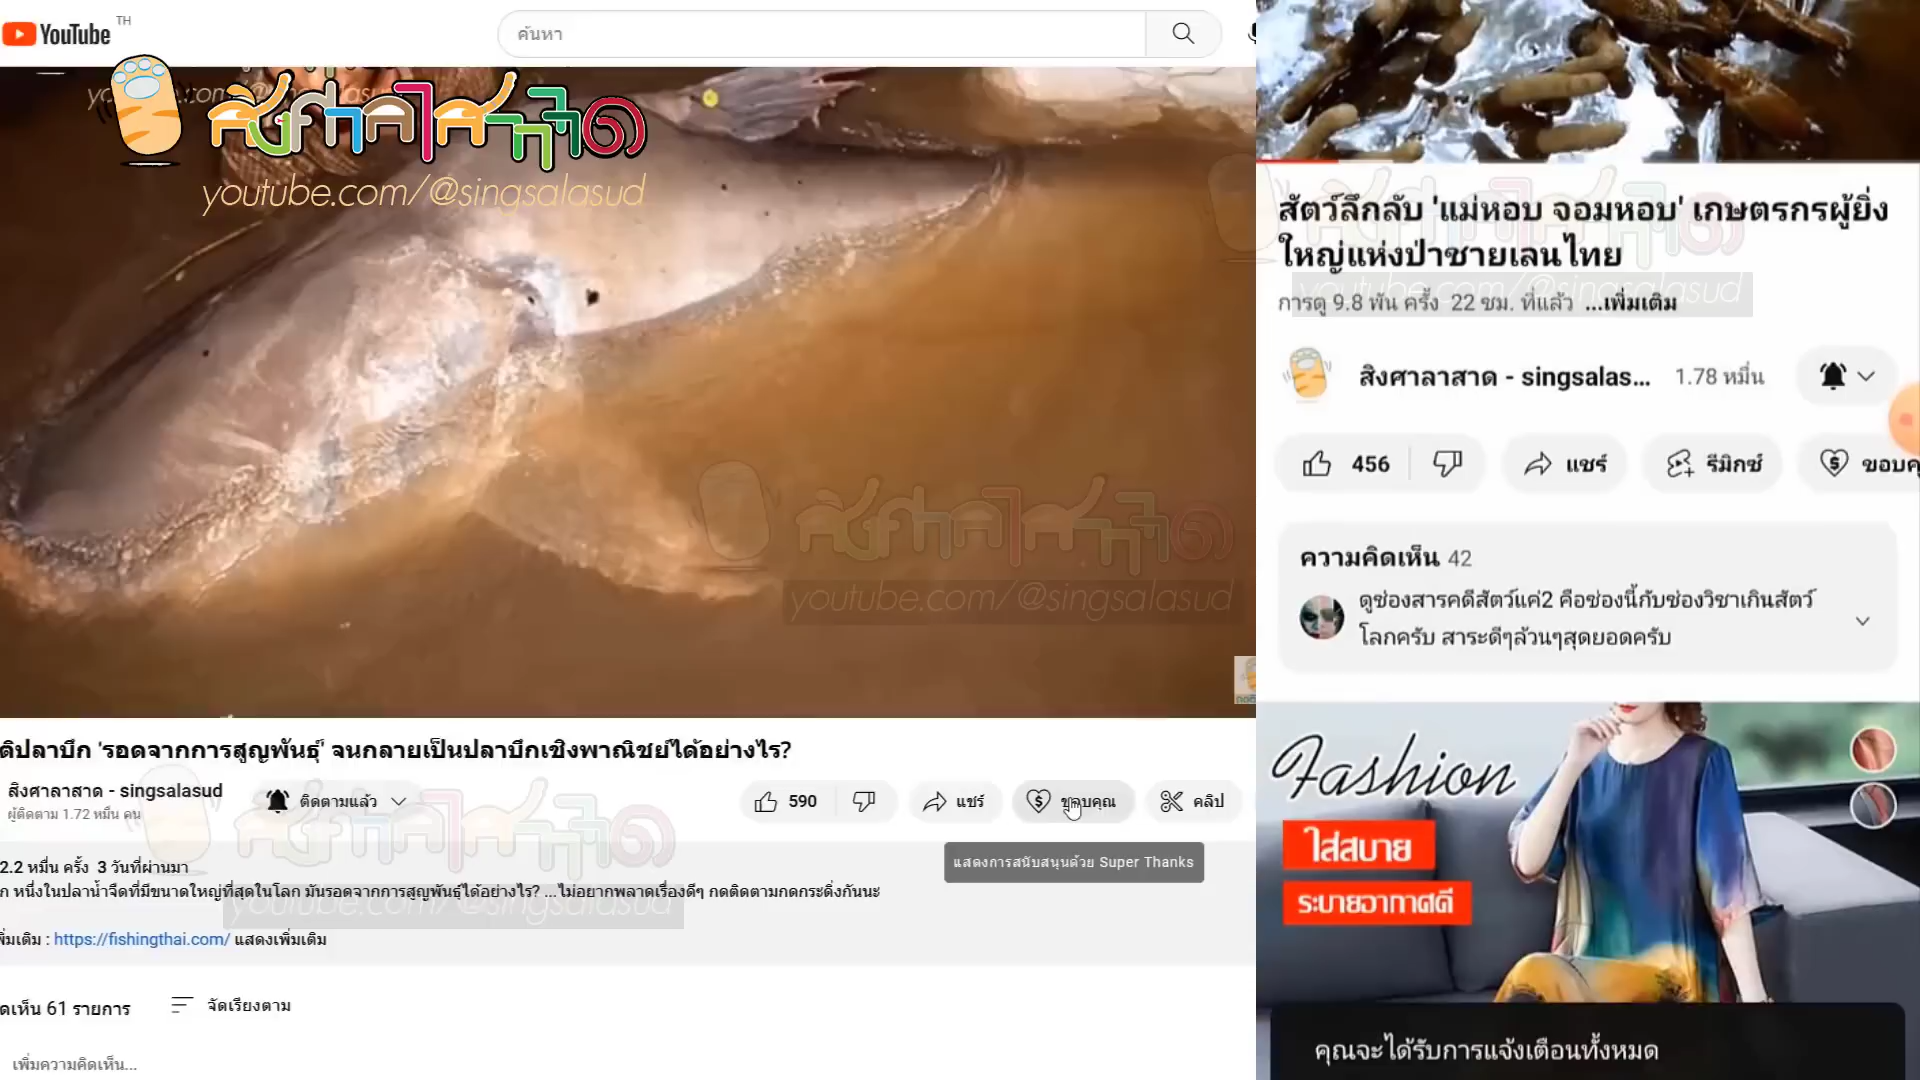 YouTube TH
ค้นหา
สิงศาลาสาด
youtube.com/@singsalasud
youtube.com/@singsalasud
ดิปลาบึก 'รอดจากการสูญพันธุ์' จนกลายเป็นปลาบึกเชิงพาณิชย์ได้อย่างไร?
สิงศาลาสาด - singsalasud
ผู้ติดตาม 1.72 หมื่น คน
ติดตามแล้ว
590
แชร์
ขอบคุณ
คลิป
แสดงการสนับสนุนด้วย Super Thanks
2.2 หมื่น ครั้ง 3 วันที่ผ่านมา
ก หนึ่งในปลาน้ำจืดที่มีขนาดใหญ่ที่สุดในโลก มันรอดจากการสูญพันธุ์ได้อย่างไร? ...ไม่อยากพลาดเรื่องดีๆ กดติดตามกดกระดิ่งกันนะ
youtube.com/@singsalasud
พิ่มเติม : https://fishingthai.com/ แสดงเพิ่มเติม
ดเห็น 61 รายการ
จัดเรียงตาม
เพิ่มความคิดเห็น...
สัตว์ลึกลับ 'แม่หอบ จอมหอบ' เกษตรกรผู้ยิ่ง
ใหญ่แห่งป่าชายเลนไทย
youtube.com/@singsalasud
การดู 9.8 พัน ครั้ง 22 ชม. ที่แล้ว ...เพิ่มเติม
สิงศาลาสาด - singsalas... 1.78 หมื่น
456
แชร์
รีมิกซ์
ขอบคุ
ความคิดเห็น 42
ดูช่องสารคดีสัตว์แค่2 คือช่องนี้กับช่องวิชาเกินสัตว์
โลกครับ สาระดีๆล้วนๆสุดยอดครับ
Fashion
ใส่สบาย
ระบายอากาศดี
คุณจะได้รับการแจ้งเตือนทั้งหมด